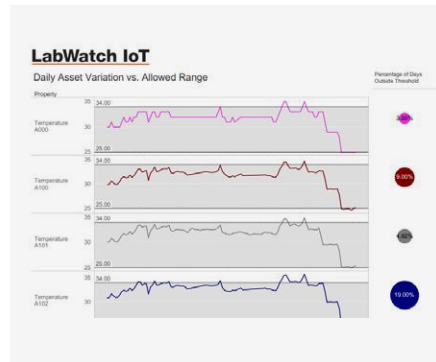 LabWatch IoT
Daily Asset Variation vs. Allowed Range
Percentage of Days
Outside Threshold
Property
35
34.00
Temperature
A000
30
25.00
35
34.00
Temperature
A100
30
9.00%
25
25.00
35
34.00
Temperature
A101
30
25
25.00
35
34.00
Temperature
A102
30
19.00%